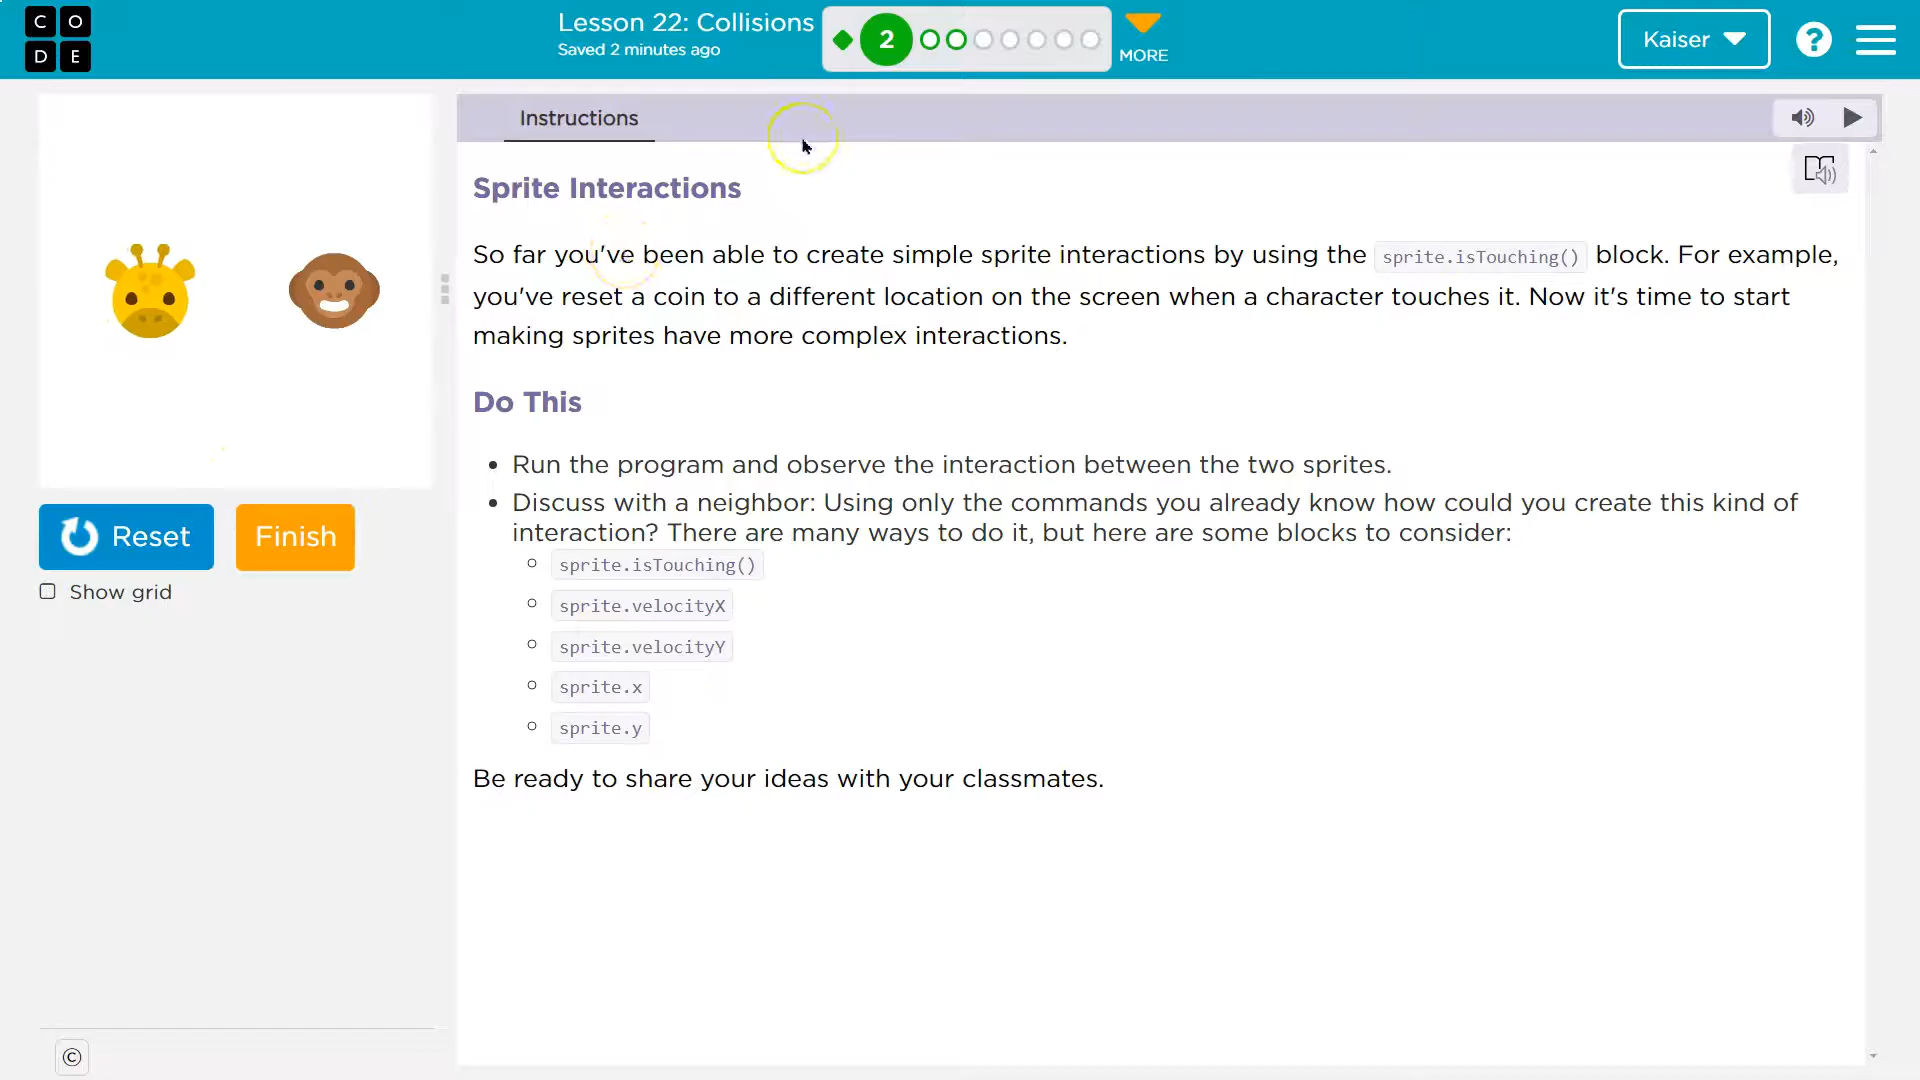 C O
D E
Lesson 22: Collisions
Saved 2 minutes ago
2
MORE
Kaiser
?
Instructions
Sprite Interactions
So far you've been able to create simple sprite interactions by using the sprite.isTouching() block. For example,
you've reset a coin to a different location on the screen when a character touches it. Now it's time to start
making sprites have more complex interactions.
Do This
Run the program and observe the interaction between the two sprites.
Discuss with a neighbor: Using only the commands you already know how could you create this kind of
interaction? There are many ways to do it, but here are some blocks to consider:
sprite.isTouching()
sprite.velocityX
sprite.velocityY
sprite.x
sprite.y
Be ready to share your ideas with your classmates.
Reset
Finish
Show grid
©